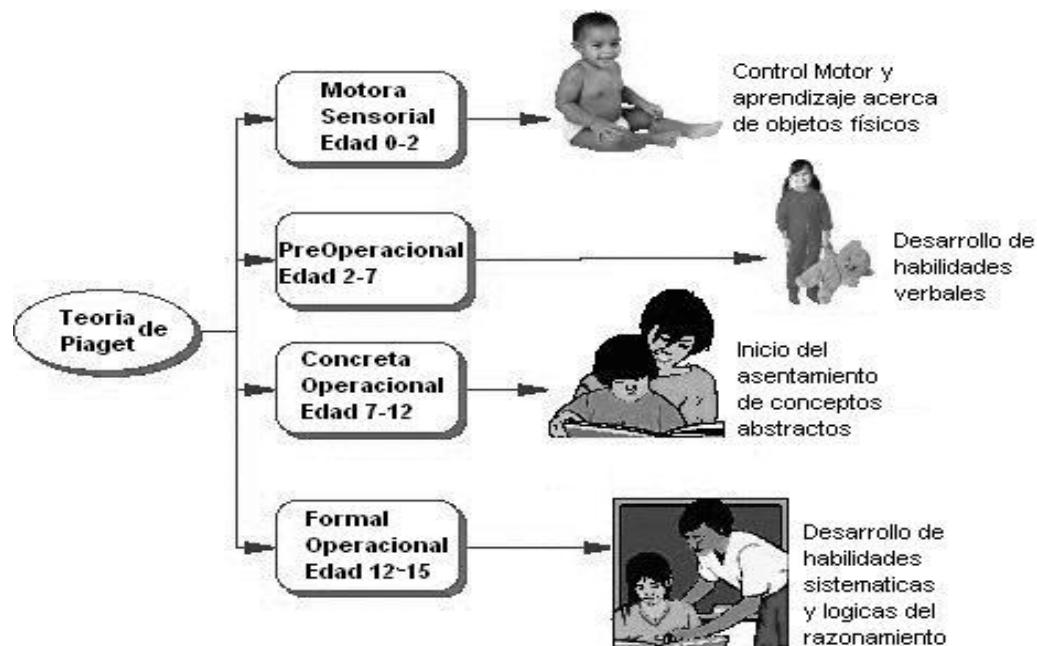 Teoria de
Piaget
Motora
Sensorial
Edad 0-2
Control Motor y
aprendizaje acerca
de objetos físicos
PreOperacional
Edad 2-7
Desarrollo de
habilidades
verbales
Concreta
Operacional
Edad 7-12
Inicio del
asentamiento
de conceptos
abstractos
Formal
Operacional
Edad 12~15
Desarrollo de
habilidades
sistematicas
y logicas del
razonamiento